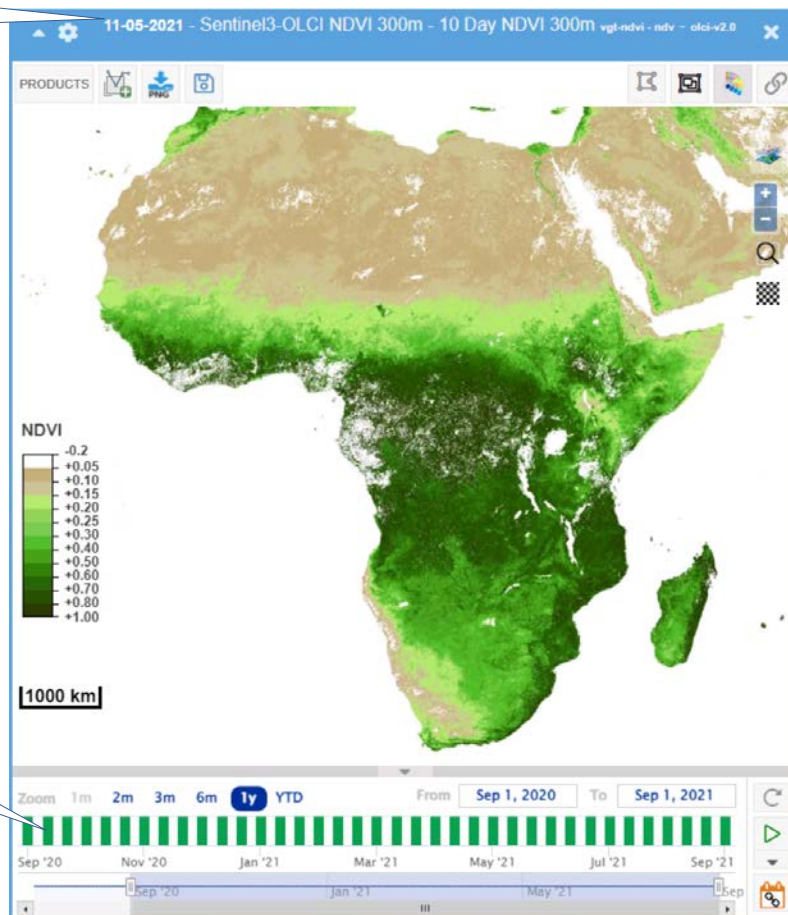 11-05-2021 - Sentinel3-OLCI NDVI 300m - 10 Day NDVI 300m vgt-ndvi - ndv - olci-v2.0
PRODUCTS
PNG
NDVI
-0.2
+0.05
+0.10
+0.15
+0.20
+0.25
+0.30
+0.40
+0.50
+0.60
+0.70
+0.80
+1.00
1000 km
Zoom 1m 2m 3m 6m 1y YTD From Sep 1, 2020 To Sep 1, 2021
Sep '20 Nov '20 Jan '21 Mar '21 May '21 Jul '21 Sep '21
Sep '20 Jan '21 May '21 Sep